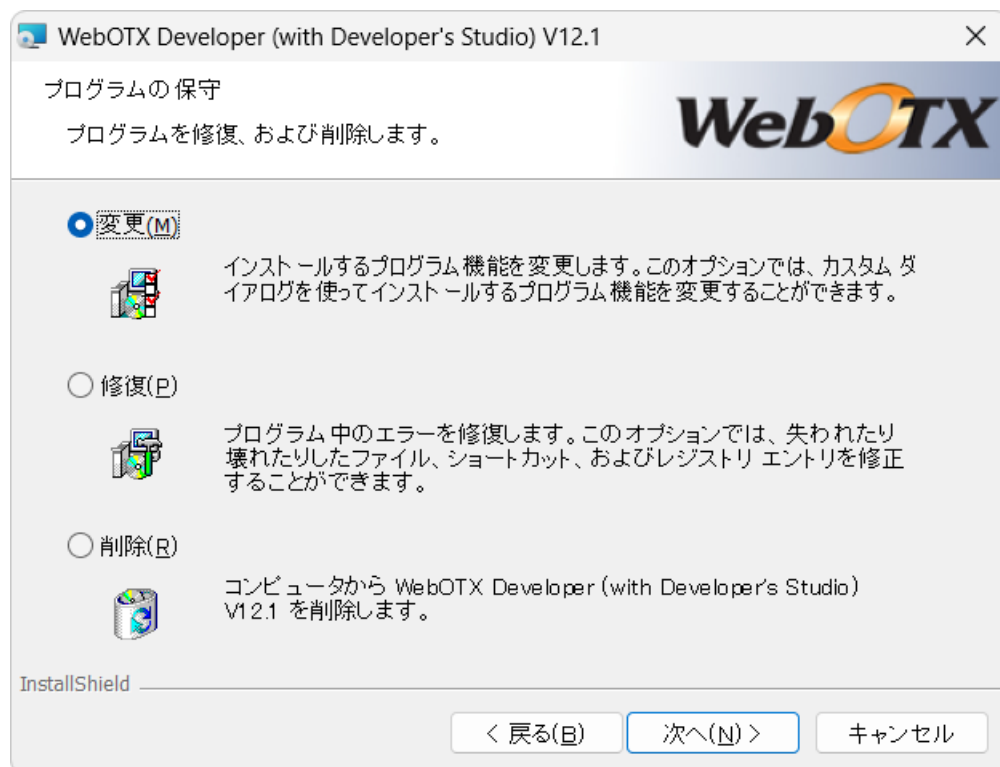 WebOTX Developer (with Developer's Studio) V12.1
プログラムの保守
プログラムを修復、および削除します。
WebOTX
変更(M)
インストールするプログラム機能を変更します。このオプションでは、カスタム ダ
イアログを使ってインストールするプログラム機能を変更することができます。
修復(P)
プログラム中のエラーを修復します。このオプションでは、失われたり
壊れたりしたファイル、ショートカット、およびレジストリ エントリを修正
することができます。
削除(R)
コンピュータから WebOTX Developer (with Developer's Studio)
V12.1 を削除します。
InstallShield
< 戻る(B)
次へ(N) >
キャンセル